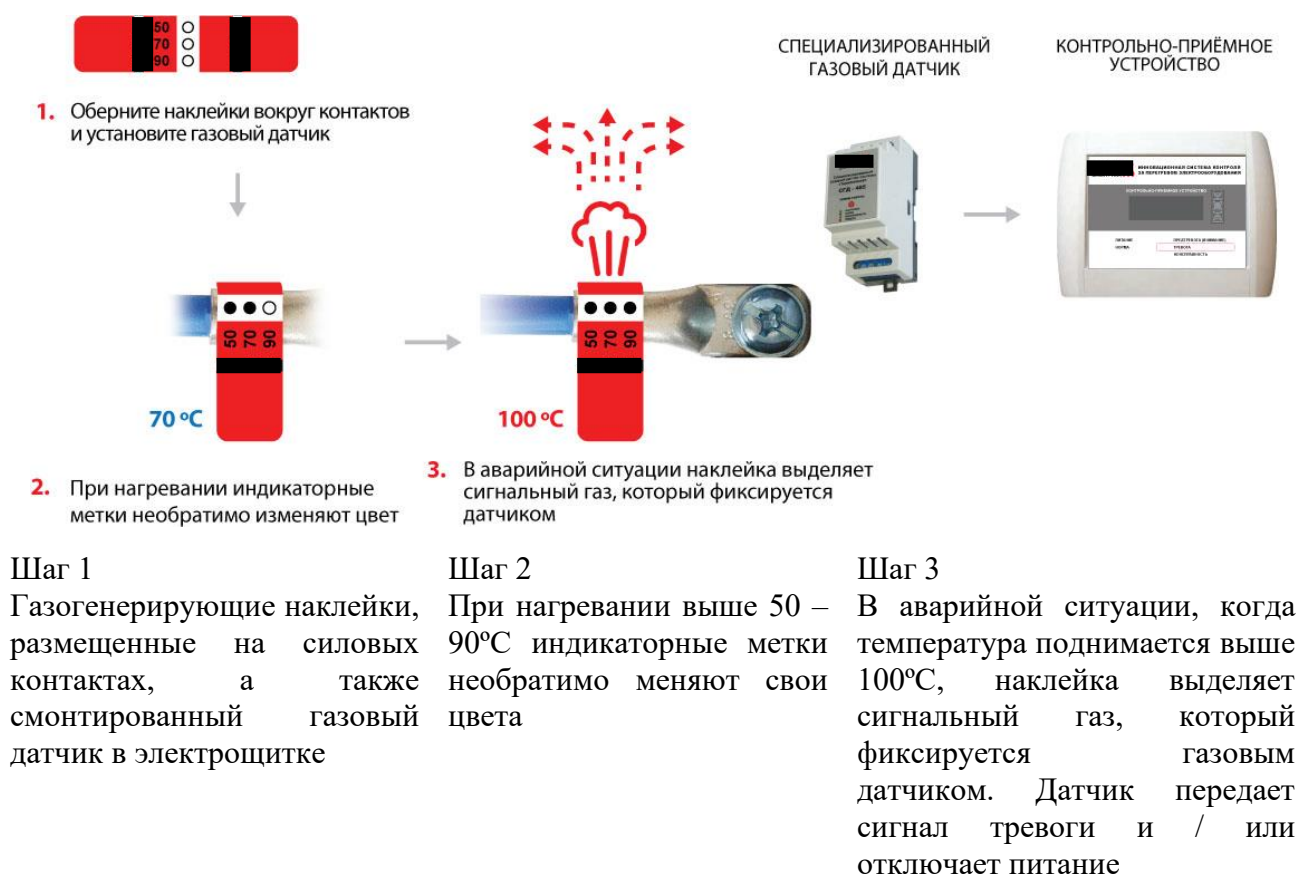 50
70
90
1. Оберните наклейки вокруг контактов
и установите газовый датчик
СПЕЦИАЛИЗИРОВАННЫЙ
ГАЗОВЫЙ ДАТЧИК
КОНТРОЛЬНО-ПРИЁМНОЕ
УСТРОЙСТВО
ИННОВАЦИОННАЯ СИСТЕМА КОНТРОЛЯ
ЗА ПЕРЕГРЕВОМ ЭЛЕКТРООБОРУДОВАНИЯ
КОНТРОЛЬНО-ПРИЕМНОЕ УСТРОЙСТВО
ПИТАНИЕ
НОРМА
ТРЕВОГА
НЕИСПРАВНОСТЬ
50 70 90
70 ºC
50 70 90
100 ºC
2. При нагревании индикаторные
метки необратимо изменяют цвет
3. В аварийной ситуации наклейка выделяет
сигнальный газ, который фиксируется
датчиком
Шаг 1
Газогенерирующие наклейки,
размещенные на силовых
контактах, а также
смонтированный газовый
датчик в электрощитке
Шаг 2
При нагревании выше 50 –
90ºС индикаторные метки
необратимо меняют свои
цвета
Шаг 3
В аварийной ситуации, когда
температура поднимается выше
100ºС, наклейка выделяет
сигнальный газ, который
фиксируется газовым
датчиком. Датчик передает
сигнал тревоги и / или
отключает питание